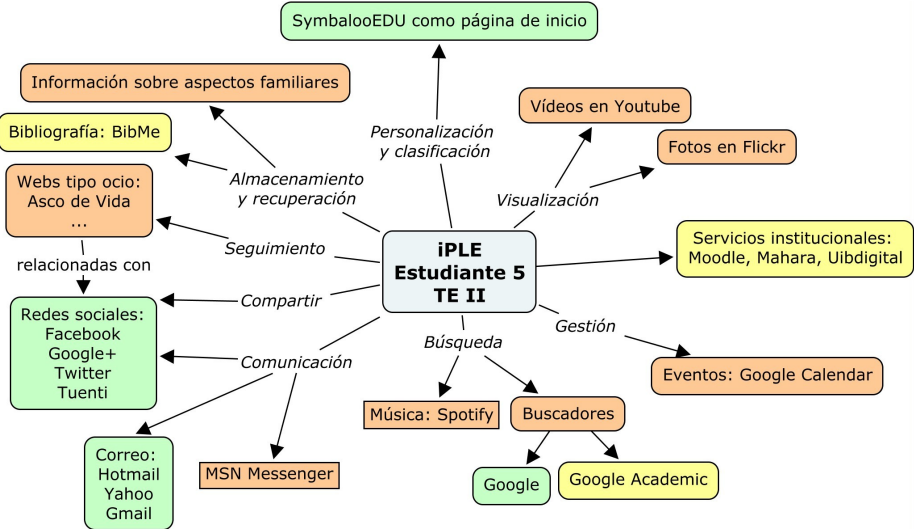 SymbalooEDU como página de inicio
Información sobre aspectos familiares
Vídeos en Youtube
Bibliografía: BibMe
Personalización
y clasificación
Fotos en Flickr
Webs tipo ocio:
Asco de Vida
...
Almacenamiento
y recuperación
Visualización
Seguimiento
iPLE
Estudiante 5
TE II
Servicios institucionales:
Moodle, Mahara, Uibdigital
relacionadas con
Compartir
Redes sociales:
Facebook
Google+
Twitter
Tuenti
Gestión
Búsqueda
Comunicación
Eventos: Google Calendar
Música: Spotify
Buscadores
Correo:
Hotmail
Yahoo
Gmail
MSN Messenger
Google
Google Academic